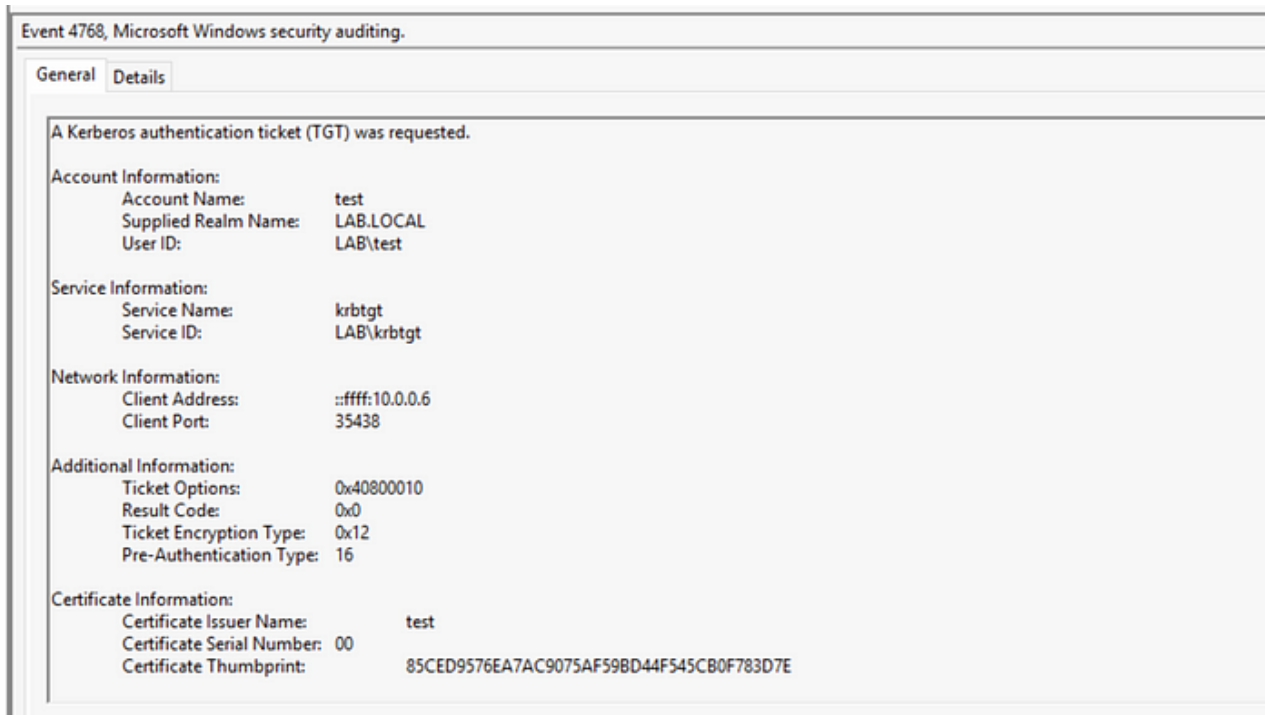 Event 4768, Microsoft Windows security auditing.
General Details
A Kerberos authentication ticket (TGT) was requested.
Account Information:
Account Name: test
Supplied Realm Name: LAB.LOCAL
User ID: LAB\test
Service Information:
Service Name: krbtgt
Service ID: LAB\krbtgt
Network Information:
Client Address: ::ffff:10.0.0.6
Client Port: 35438
Additional Information:
Ticket Options: 0x40800010
Result Code: 0x0
Ticket Encryption Type: 0x12
Pre-Authentication Type: 16
Certificate Information:
Certificate Issuer Name: test
Certificate Serial Number: 00
Certificate Thumbprint: 85CED9576EA7AC9075AF59BD44F545CB0F783D7E